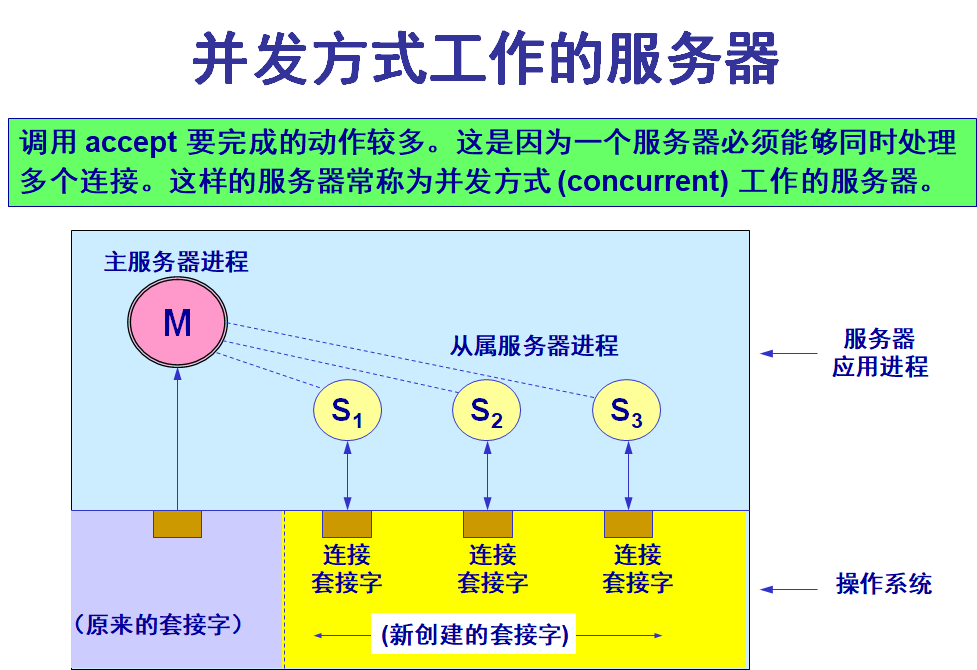 并发方式工作的服务器
调用 accept 要完成的动作较多。这是因为一个服务器必须能够同时处理
多个连接。这样的服务器常称为并发方式(concurrent) 工作的服务器。
主服务器进程
M
从属服务器进程
服务器
应用进程
S1
S2
S3
连接
套接字
连接
套接字
连接
套接字
操作系统
（原来的套接字）
(新创建的套接字)